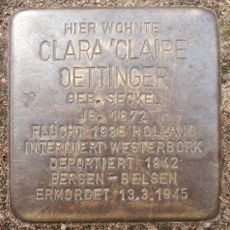 HIER WOHNTE
CLARA 'CLAIRE'
OETTINGER
GEB. SECKEL
JG. 1872
FLUCHT 1935 HOLLAND
INTERNIERT WESTERBORK
DEPORTIERT 1942
BERGEN-BELSEN
ERMORDET 13.3.1945